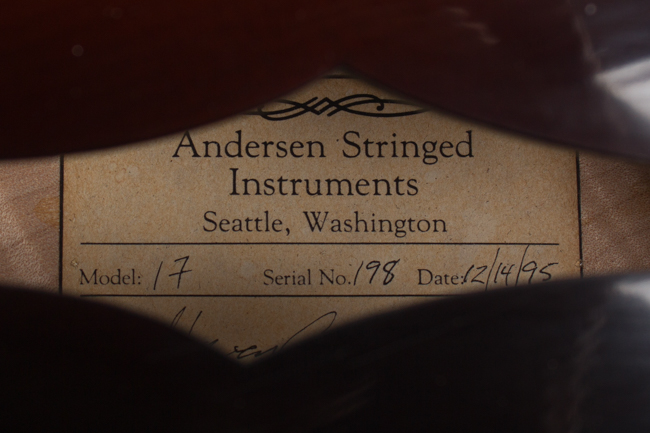 Andersen Stringed
Instruments
Seattle, Washington
Model: 17 Serial No. 198 Date: 12/14/95